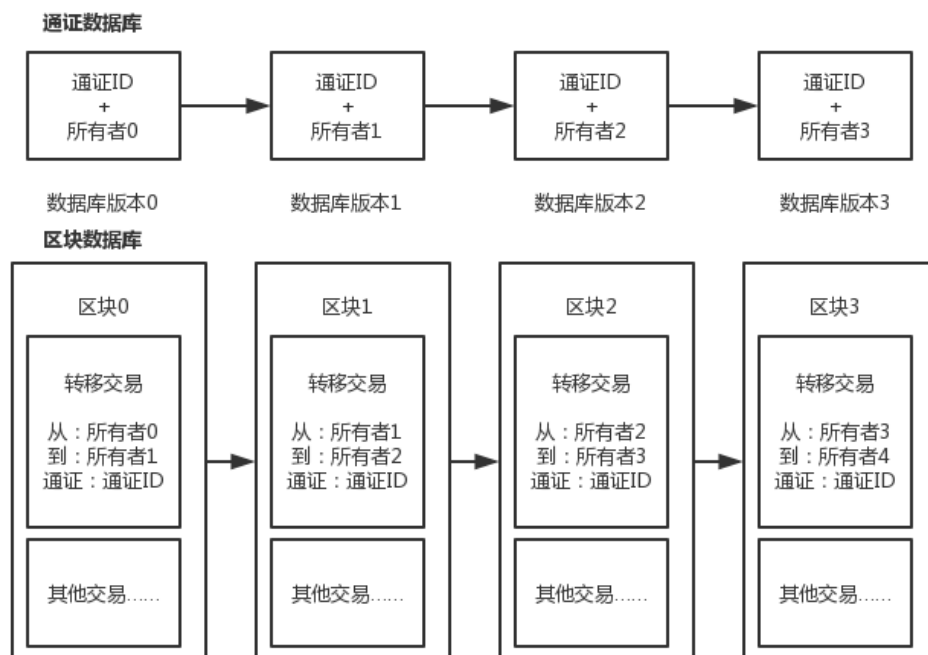 通证数据库
通证ID
+
所有者0
通证ID
+
所有者1
通证ID
+
所有者2
通证ID
+
所有者3
数据库版本0
数据库版本1
数据库版本2
数据库版本3
区块数据库
区块0
转移交易
从：所有者0
到：所有者1
通证：通证ID
其他交易……
区块1
转移交易
从：所有者1
到：所有者2
通证：通证ID
其他交易……
区块2
转移交易
从：所有者2
到：所有者3
通证：通证ID
其他交易……
区块3
转移交易
从：所有者3
到：所有者4
通证：通证ID
其他交易……